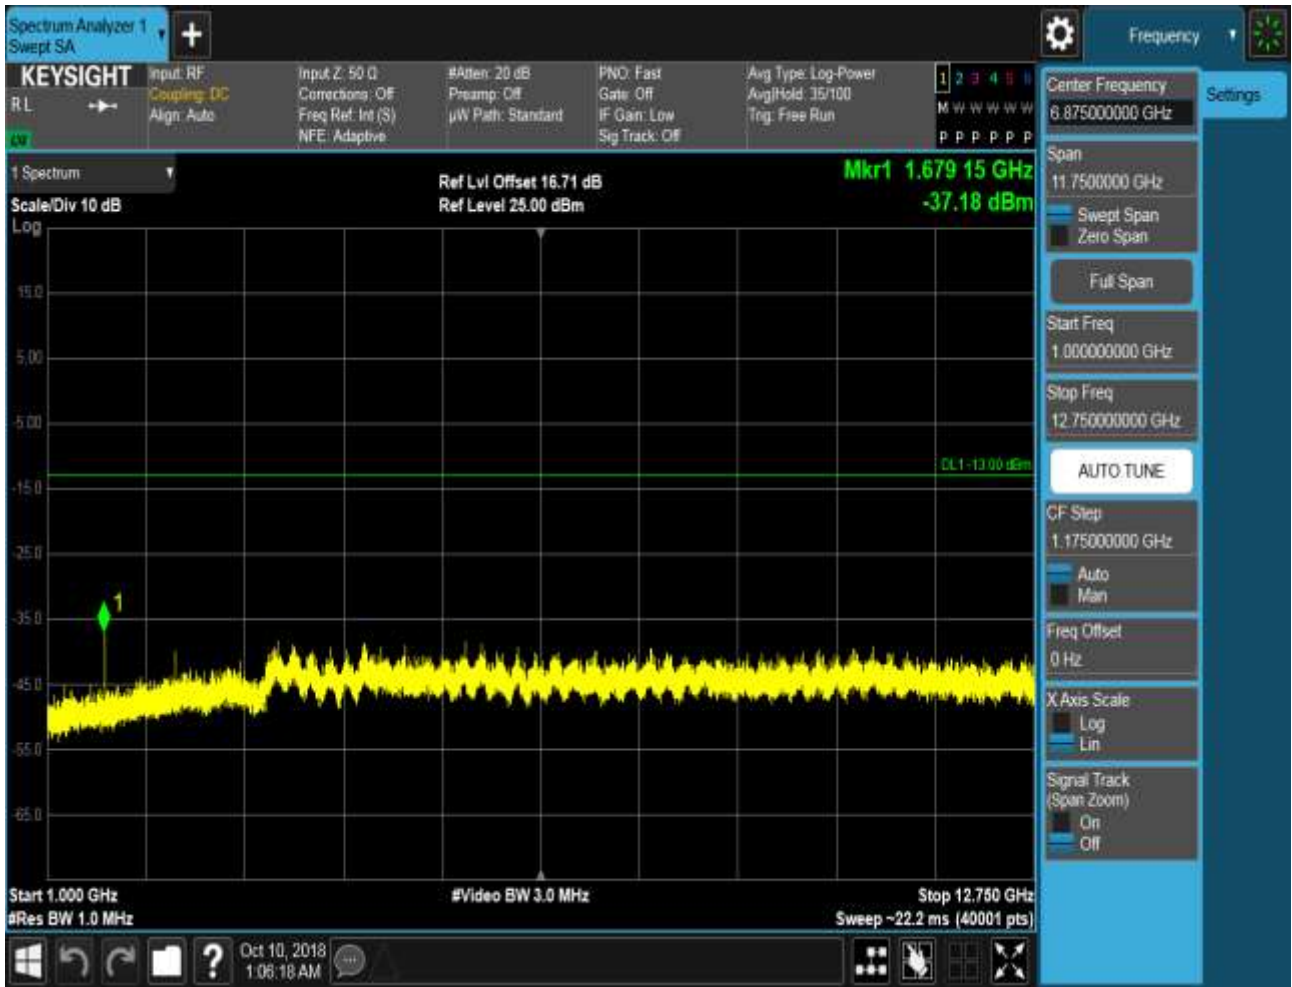 Spectrum Analyzer 1
Swept SA
+
Frequency
KEYSIGHT
RL
Input: RF
Coupling: DC
Align: Auto
Input Z: 50 Ω
Corrections: Off
Freq Ref: Int (S)
NFE: Adaptive
#Atten: 20 dB
Preamp: Off
µW Path: Standard
PNO: Fast
Gate: Off
IF Gain: Low
Sig Track: Off
Avg Type: Log-Power
Avg|Hold: 35/100
Trig: Free Run
1 2 3 4 5 6
M W W W W W
P P P P P P
1 Spectrum
Scale/Div 10 dB
Log
Ref Lvl Offset 16.71 dB
Ref Level 25.00 dBm
Mkr1 1.679 15 GHz
-37.18 dBm
15.0
5.00
-5.00
-15.0
-25.0
-35.0
-45.0
-55.0
-65.0
DL1 -13.00 dBm
1
Start 1.000 GHz
#Video BW 3.0 MHz
Stop 12.750 GHz
#Res BW 1.0 MHz
Sweep ~22.2 ms (40001 pts)
Center Frequency
6.875000000 GHz
Settings
Span
11.7500000 GHz
Swept Span
Zero Span
Full Span
Start Freq
1.000000000 GHz
Stop Freq
12.750000000 GHz
AUTO TUNE
CF Step
1.175000000 GHz
Auto
Man
Freq Offset
0 Hz
X Axis Scale
Log
Lin
Signal Track
(Span Zoom)
On
Off
?
Oct 10, 2018
1:06:18 AM